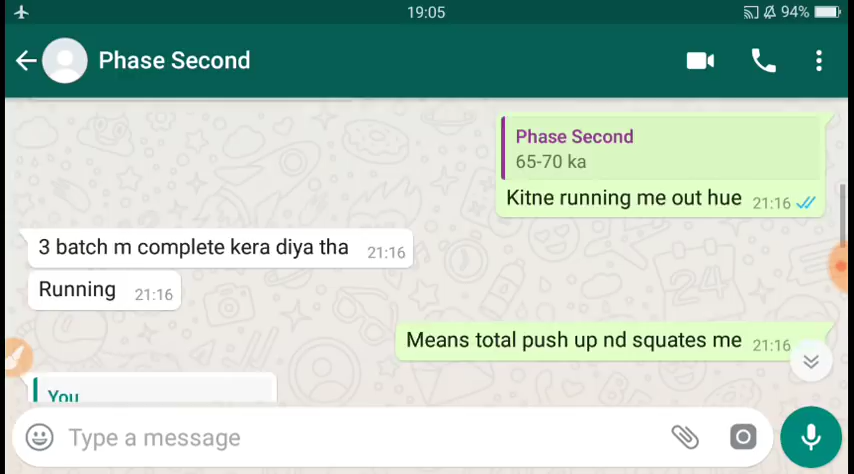 19:05
94%
Phase Second
Phase Second
65-70 ka
Kitne running me out hue 21:16
3 batch m complete kera diya tha 21:16
Running 21:16
Means total push up nd squates me 21:16
You
Type a message